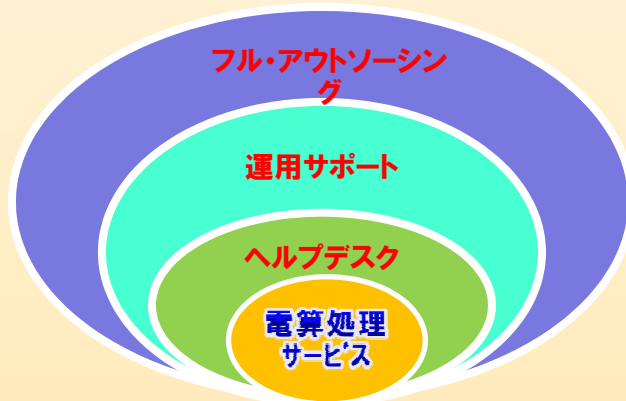 フル・アウトソーシン
グ
運用サポート
ヘルプデスク
電算処理
サービス